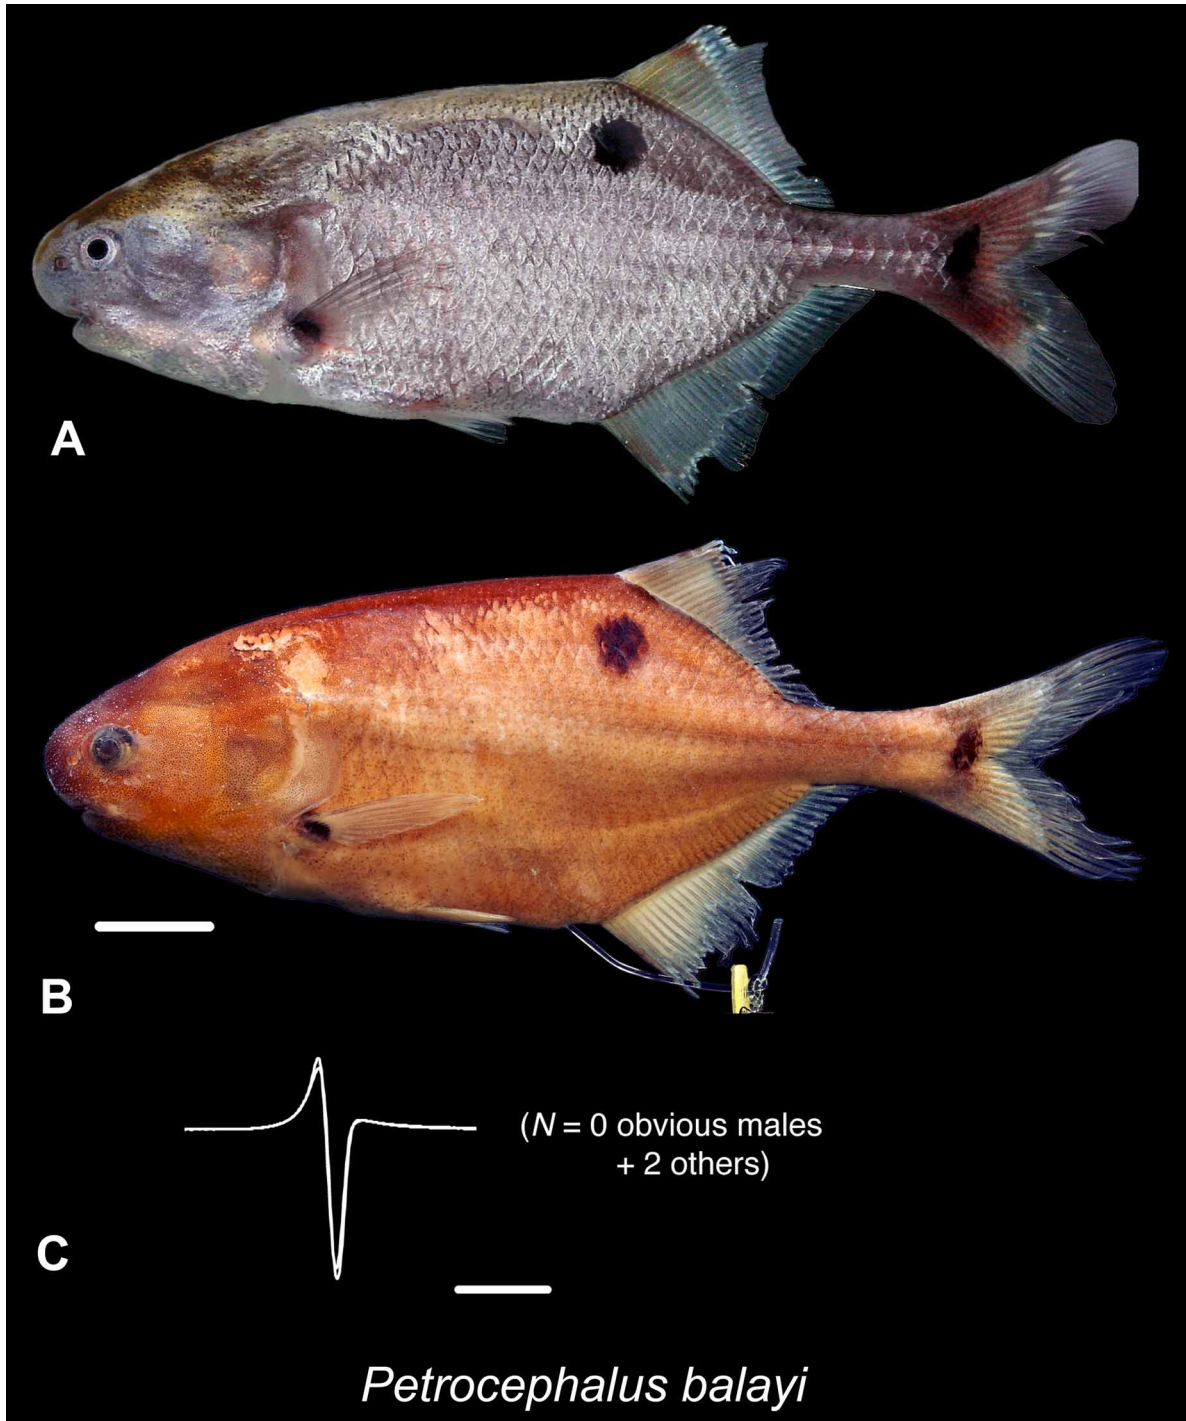 A
B
(N = 0 obvious males
+ 2 others)
C
Petrocephalus balayi